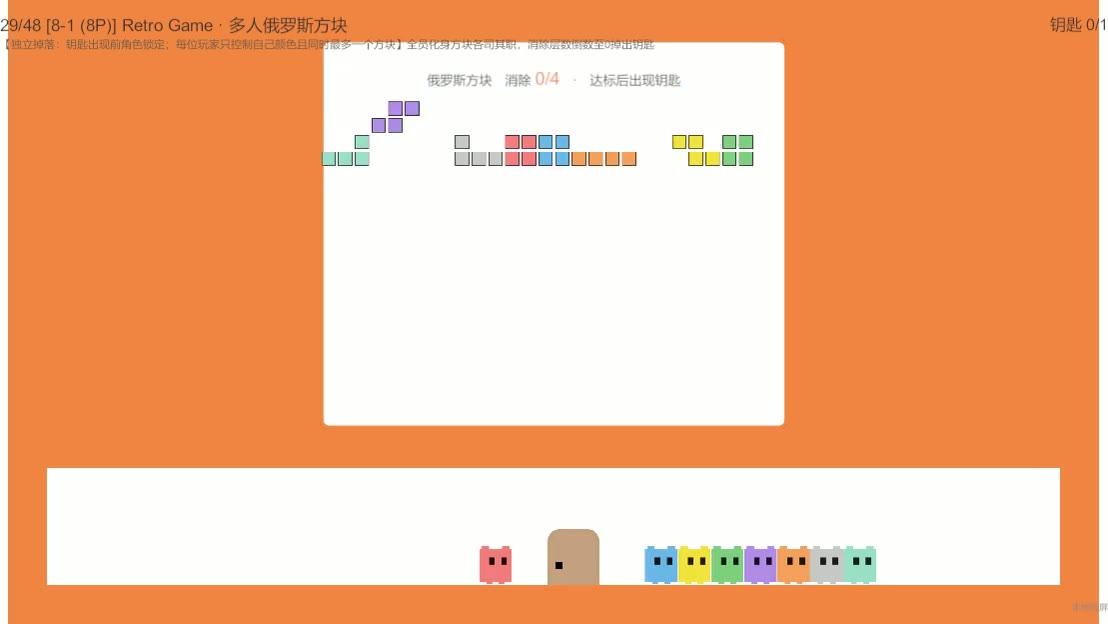 29/48 [8-1 (8P)] Retro Game · 多人俄罗斯方块
钥匙 0/1
【独立掉落：钥匙出现前角色锁定；每位玩家只控制自己颜色且同时最多一个方块】全员化身方块各司其职，消除层数倒数至0掉出钥匙
俄罗斯方块 消除 0/4 · 达标后出现钥匙